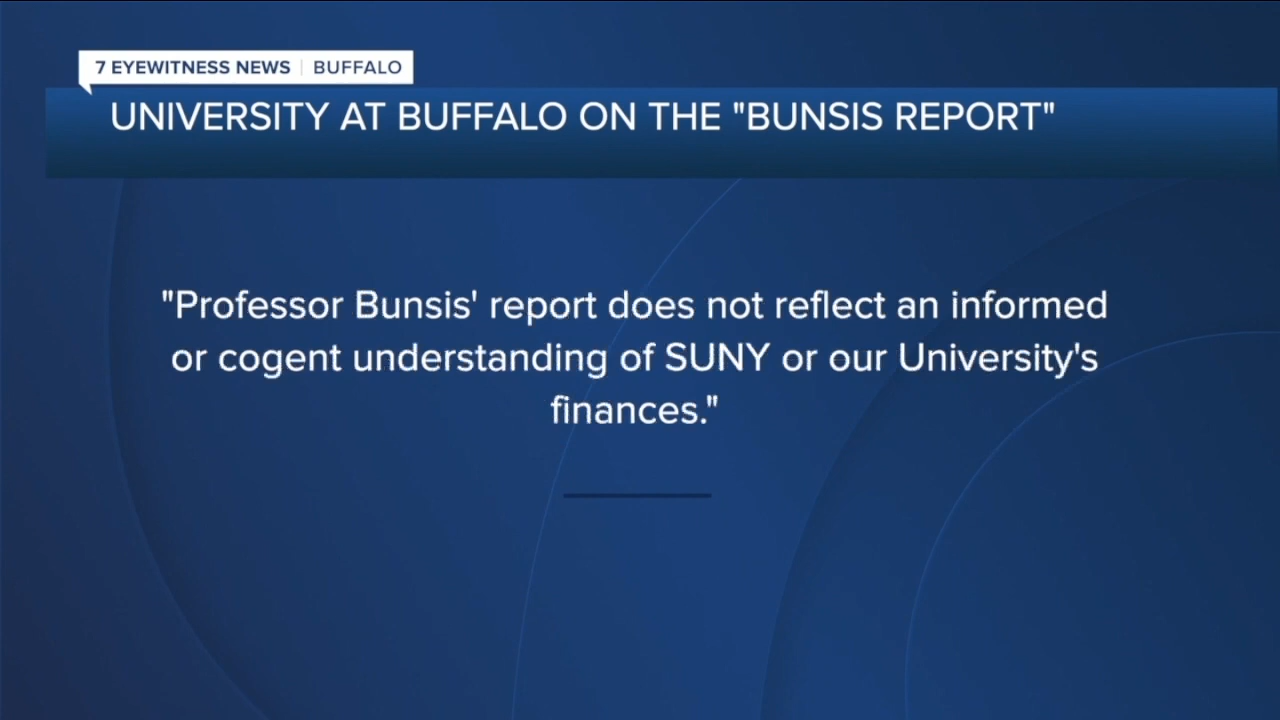 7 EYEWITNESS NEWS | BUFFALO
UNIVERSITY AT BUFFALO ON THE "BUNSIS REPORT"
"Professor Bunsis' report does not reflect an informed
or cogent understanding of SUNY or our University's
finances."